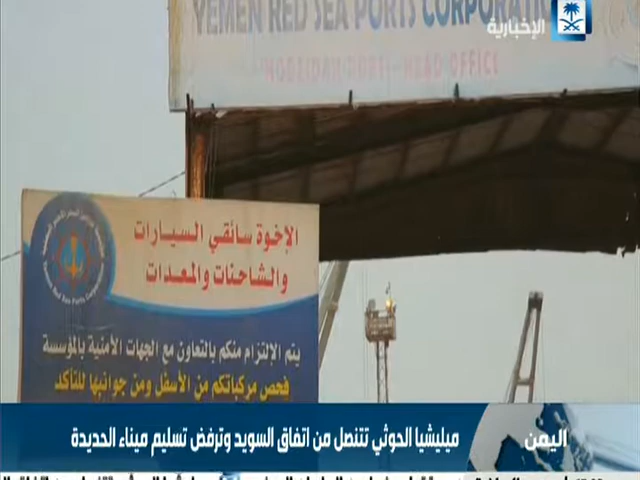 YEMEN RED SEA PORTS CORPORATION
HODEIDAH PORT - HEAD OFFICE
الإخبارية
الإخوة سائقي السيارات
والشاحنات والمعدات
يتم الإلتزام منكم بالتعاون مع الجهات الأمنية بالمؤسسة
فحص مركباتكم من الأسفل ومن جوانبها للتأكد
اليمن
ميليشيا الحوثي تتنصل من اتفاق السويد وترفض تسليم ميناء الحديدة